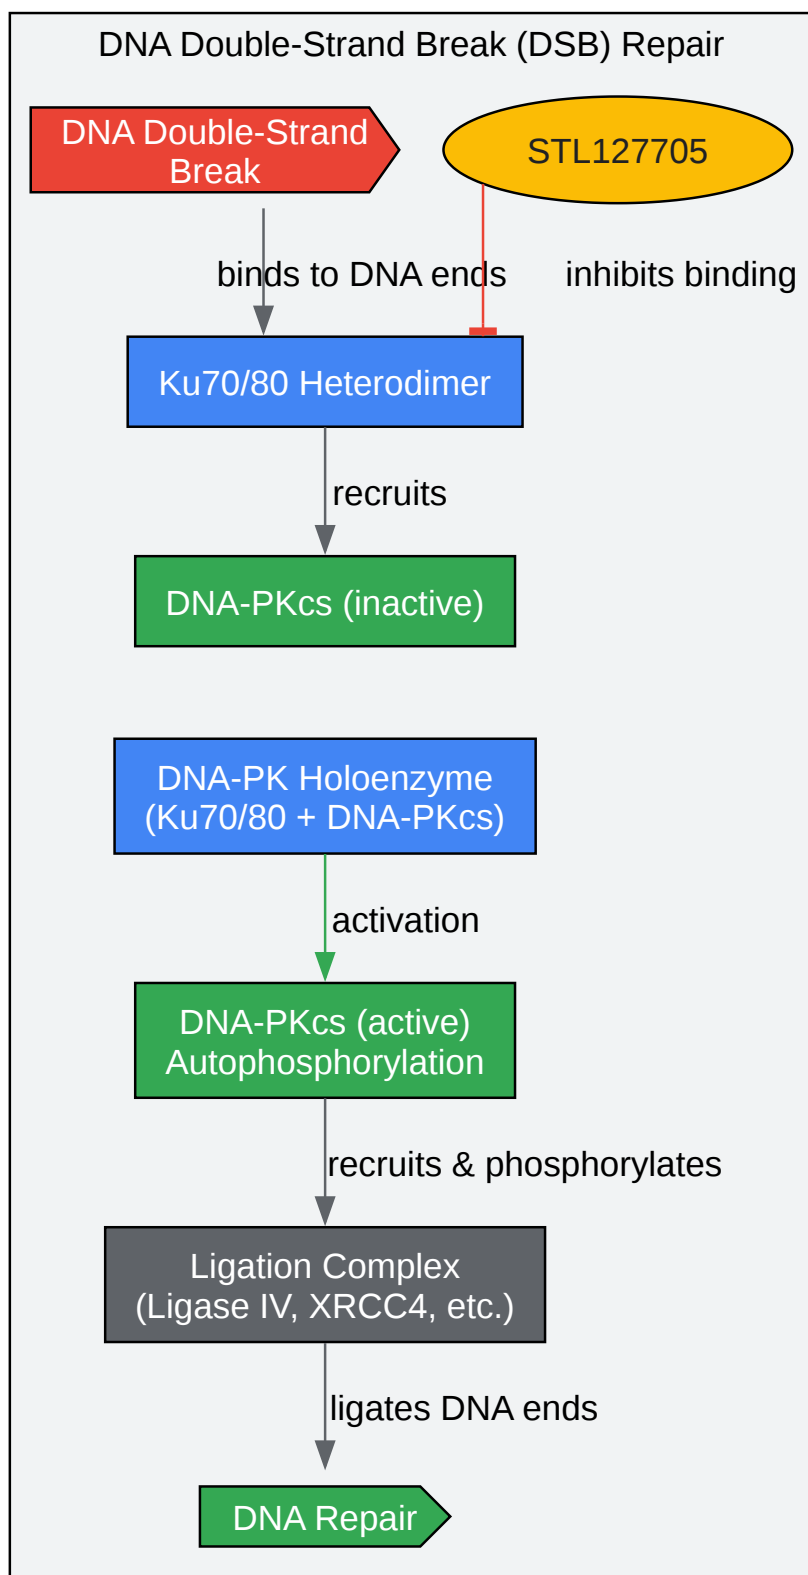 DNA Double-Strand Break (DSB) Repair
DNA Double-Strand
Break
STL127705
binds to DNA ends
inhibits binding
Ku70/80 Heterodimer
recruits
DNA-PKcs (inactive)
DNA-PK Holoenzyme
(Ku70/80 + DNA-PKcs)
activation
DNA-PKcs (active)
Autophosphorylation
recruits & phosphorylates
Ligation Complex
(Ligase IV, XRCC4, etc.)
ligates DNA ends
DNA Repair